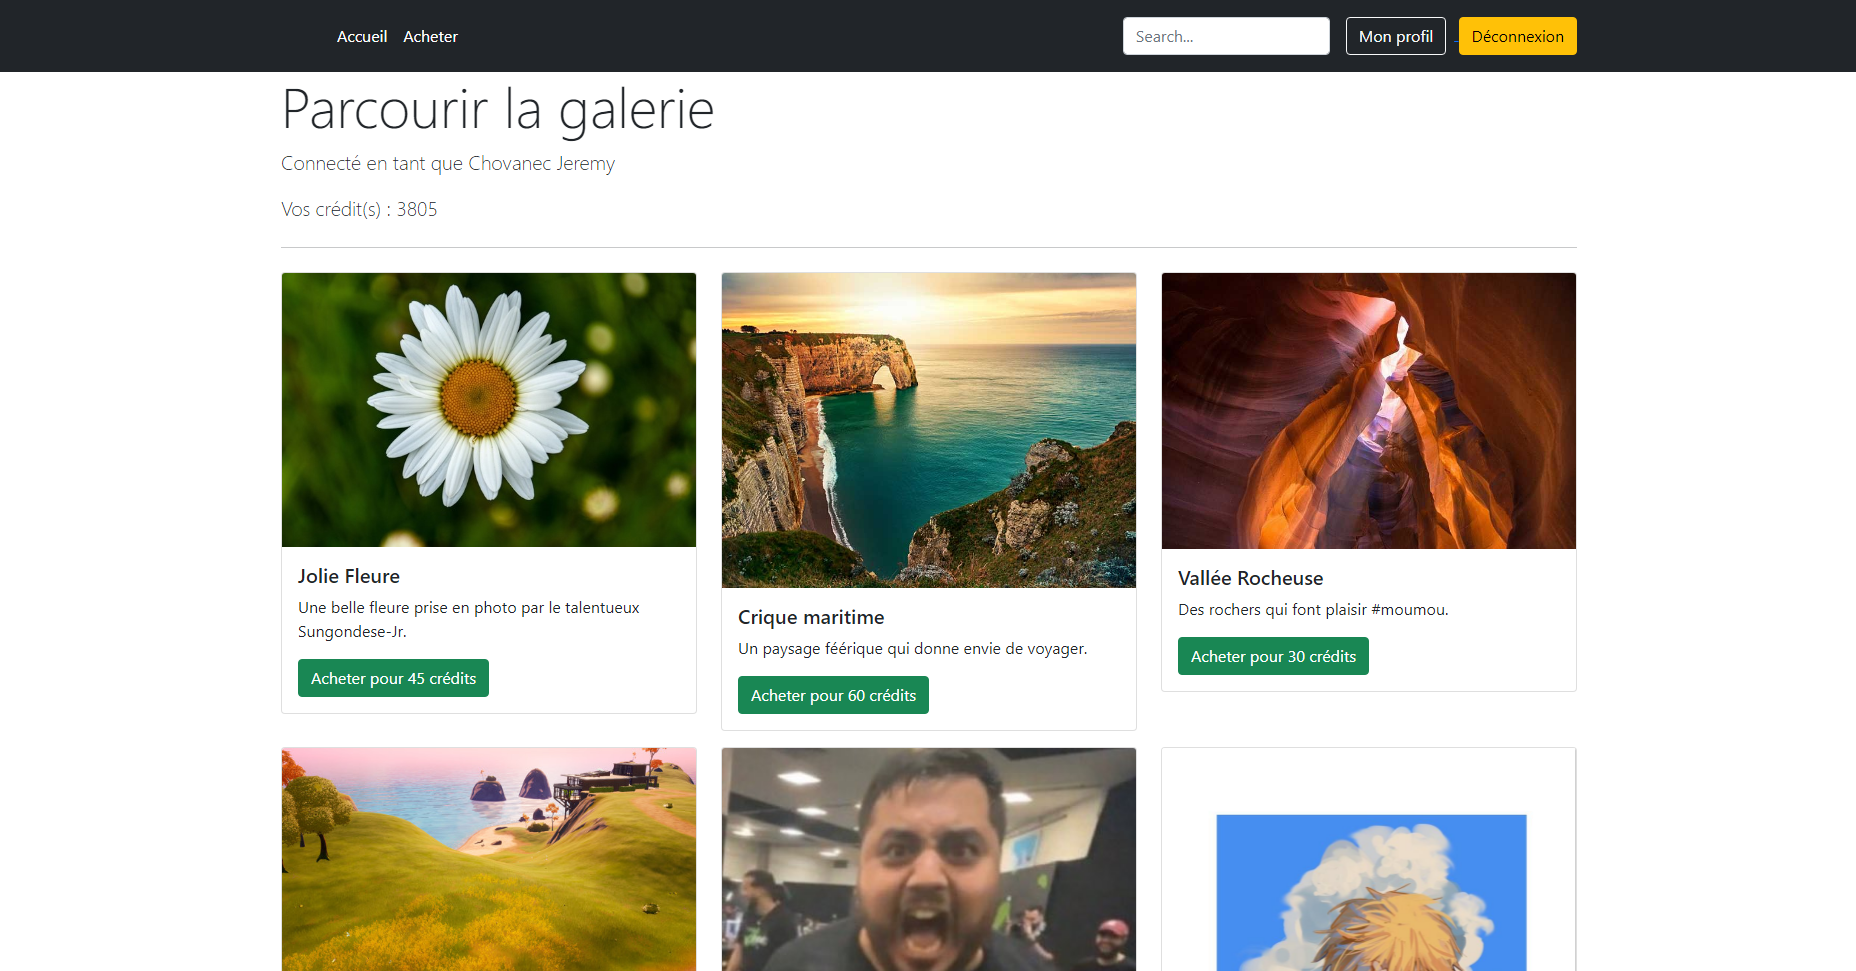 Accueil Acheter Search... Mon profil Déconnexion
Parcourir la galerie
Connecté en tant que Chovanec Jeremy
Vos crédit(s) : 3805
Jolie Fleure
Une belle fleure prise en photo par le talentueux
Sungondese-Jr.
Acheter pour 45 crédits
Crique maritime
Un paysage féérique qui donne envie de voyager.
Acheter pour 60 crédits
Vallée Rocheuse
Des rochers qui font plaisir #moumou.
Acheter pour 30 crédits